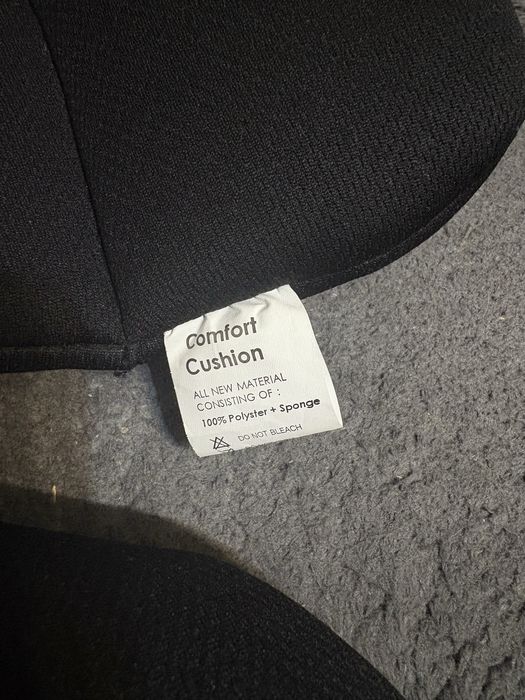 Comfort
Cushion
ALL NEW MATERIAL
CONSISTING OF :
100% Polyster + Sponge
DO NOT BLEACH